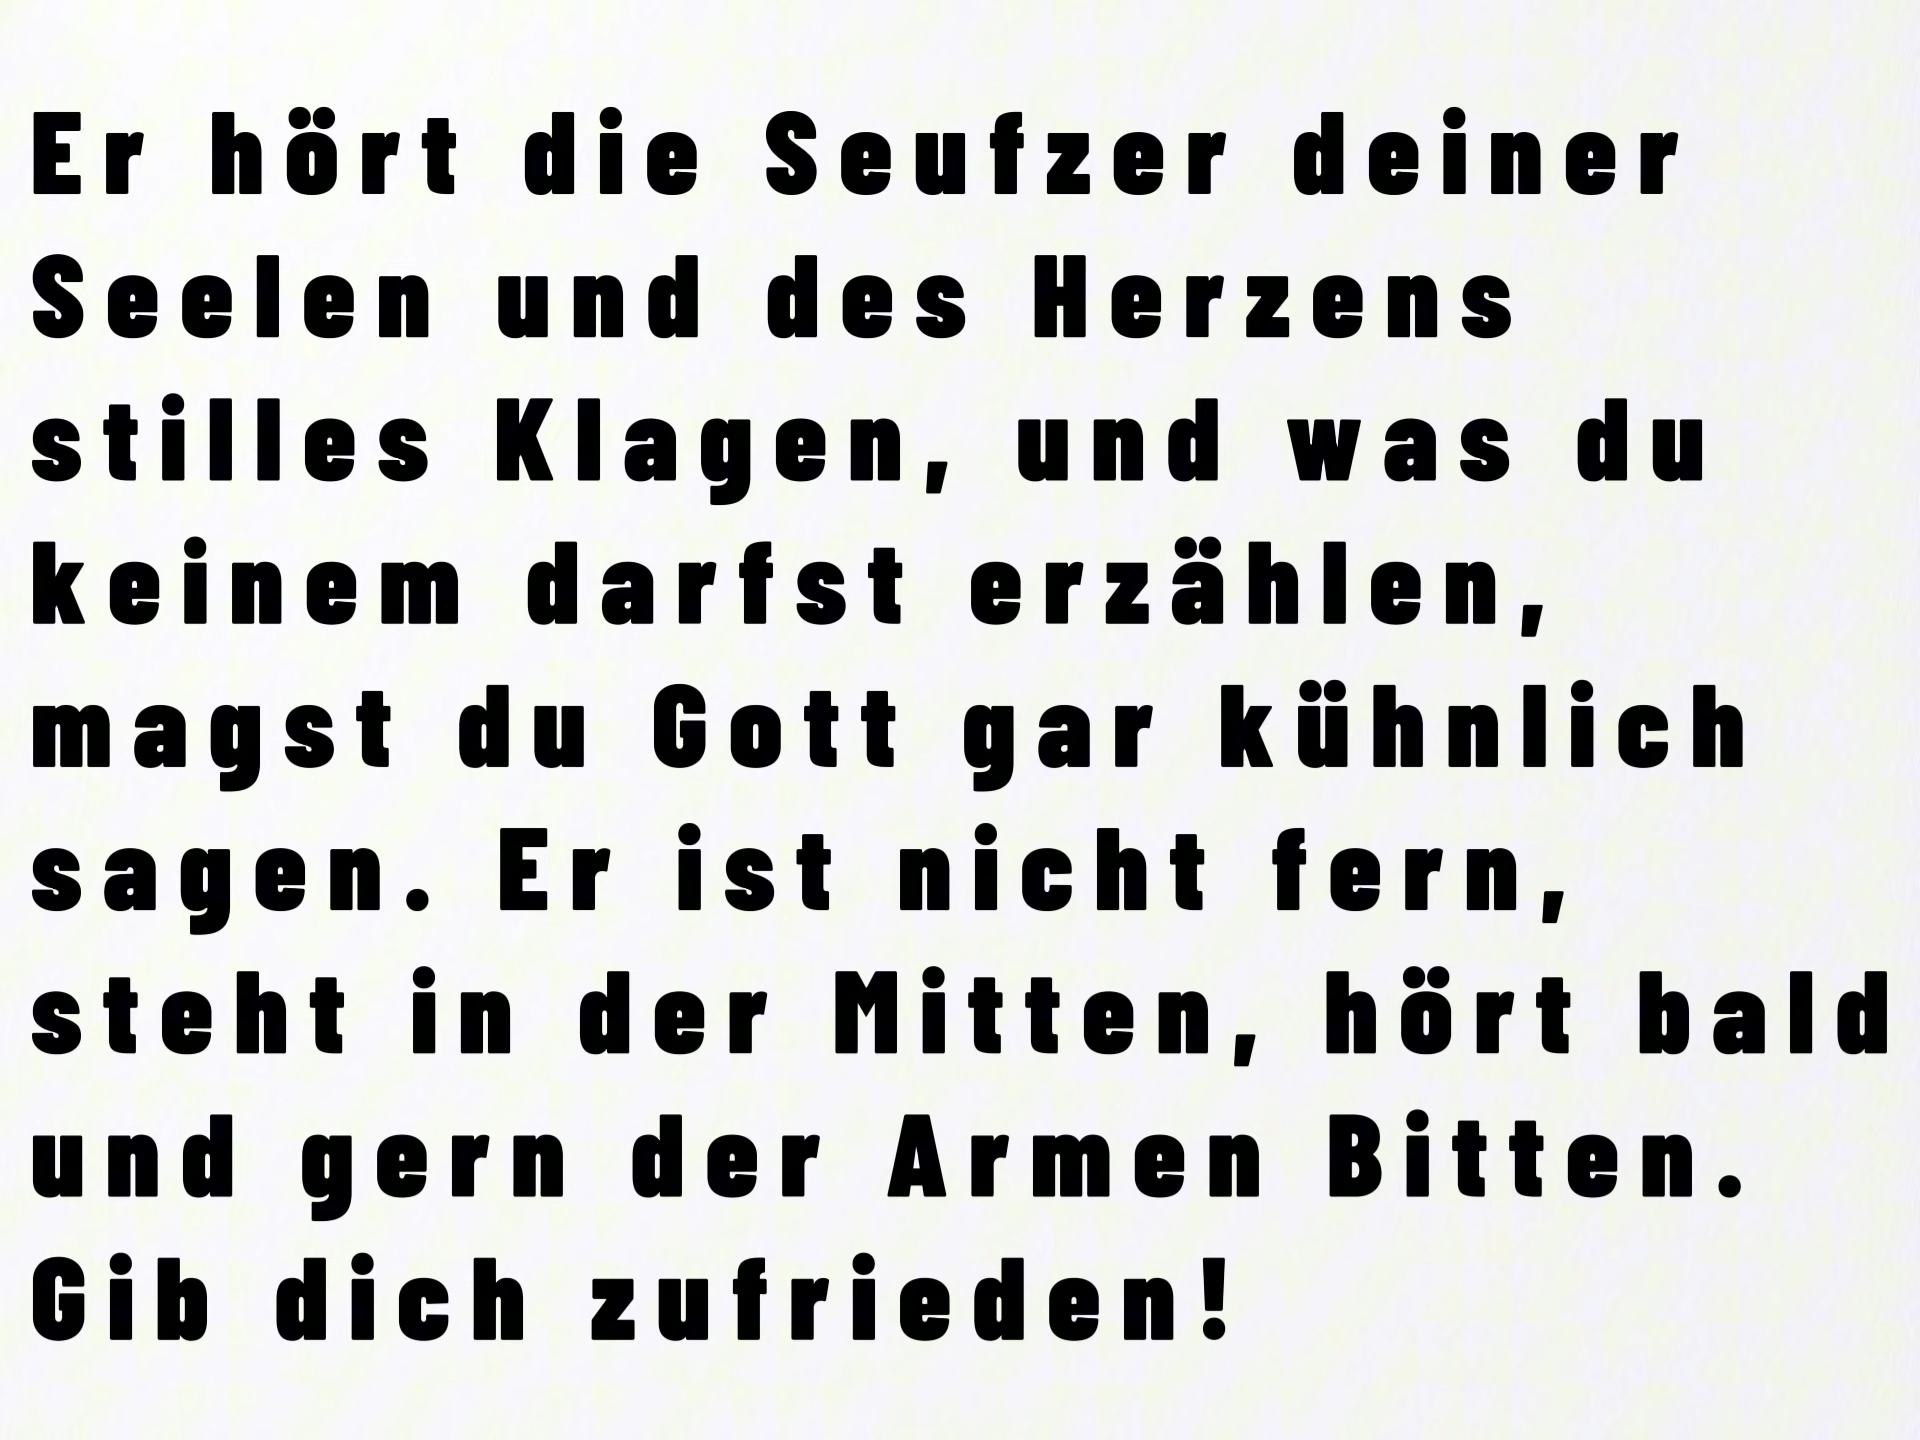 Er hört die Seufzer deiner
Seelen und des Herzens
stilles Klagen, und was du
keinem darfst erzählen,
magst du Gott gar kühnlich
sagen. Er ist nicht fern,
steht in der Mitten, hört bald
und gern der Armen Bitten.
Gib dich zufrieden!